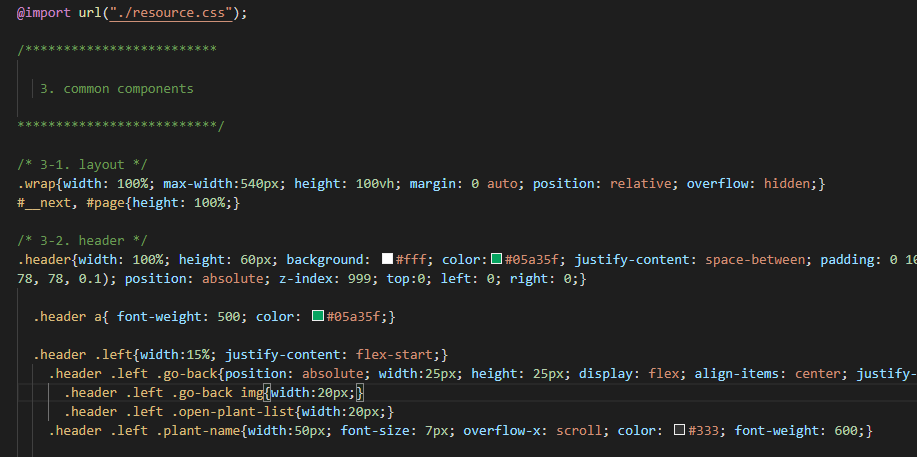 @import url("./resource.css");
/*************************
3. common components
**************************/
/* 3-1. layout */
.wrap{width: 100%; max-width:540px; height: 100vh; margin: 0 auto; position: relative; overflow: hidden;}
#__next, #page{height: 100%;}
/* 3-2. header */
.header{width: 100%; height: 60px; background: #fff; color:#05a35f; justify-content: space-between; padding: 0 10
78, 78, 0.1); position: absolute; z-index: 999; top:0; left: 0; right: 0;}
.header a{ font-weight: 500; color: #05a35f;}
.header .left{width:15%; justify-content: flex-start;}
.header .left .go-back{position: absolute; width:25px; height: 25px; display: flex; align-items: center; justify-
.header .left .go-back img{width:20px;}
.header .left .open-plant-list{width:20px;}
.header .left .plant-name{width:50px; font-size: 7px; overflow-x: scroll; color: #333; font-weight: 600;}